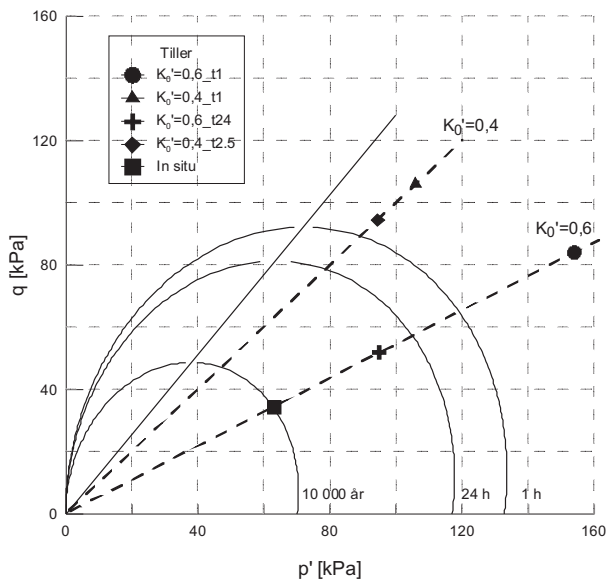 160
120
80
40
0
q [kPa]
Tiller
K₀'=0,6_t1
K₀'=0,4_t1
K₀'=0,6_t24
K₀'=0,4_t2.5
In situ
K₀'=0,4
K₀'=0,6
10 000 år
24 h
1 h
0
40
80
120
160
p' [kPa]